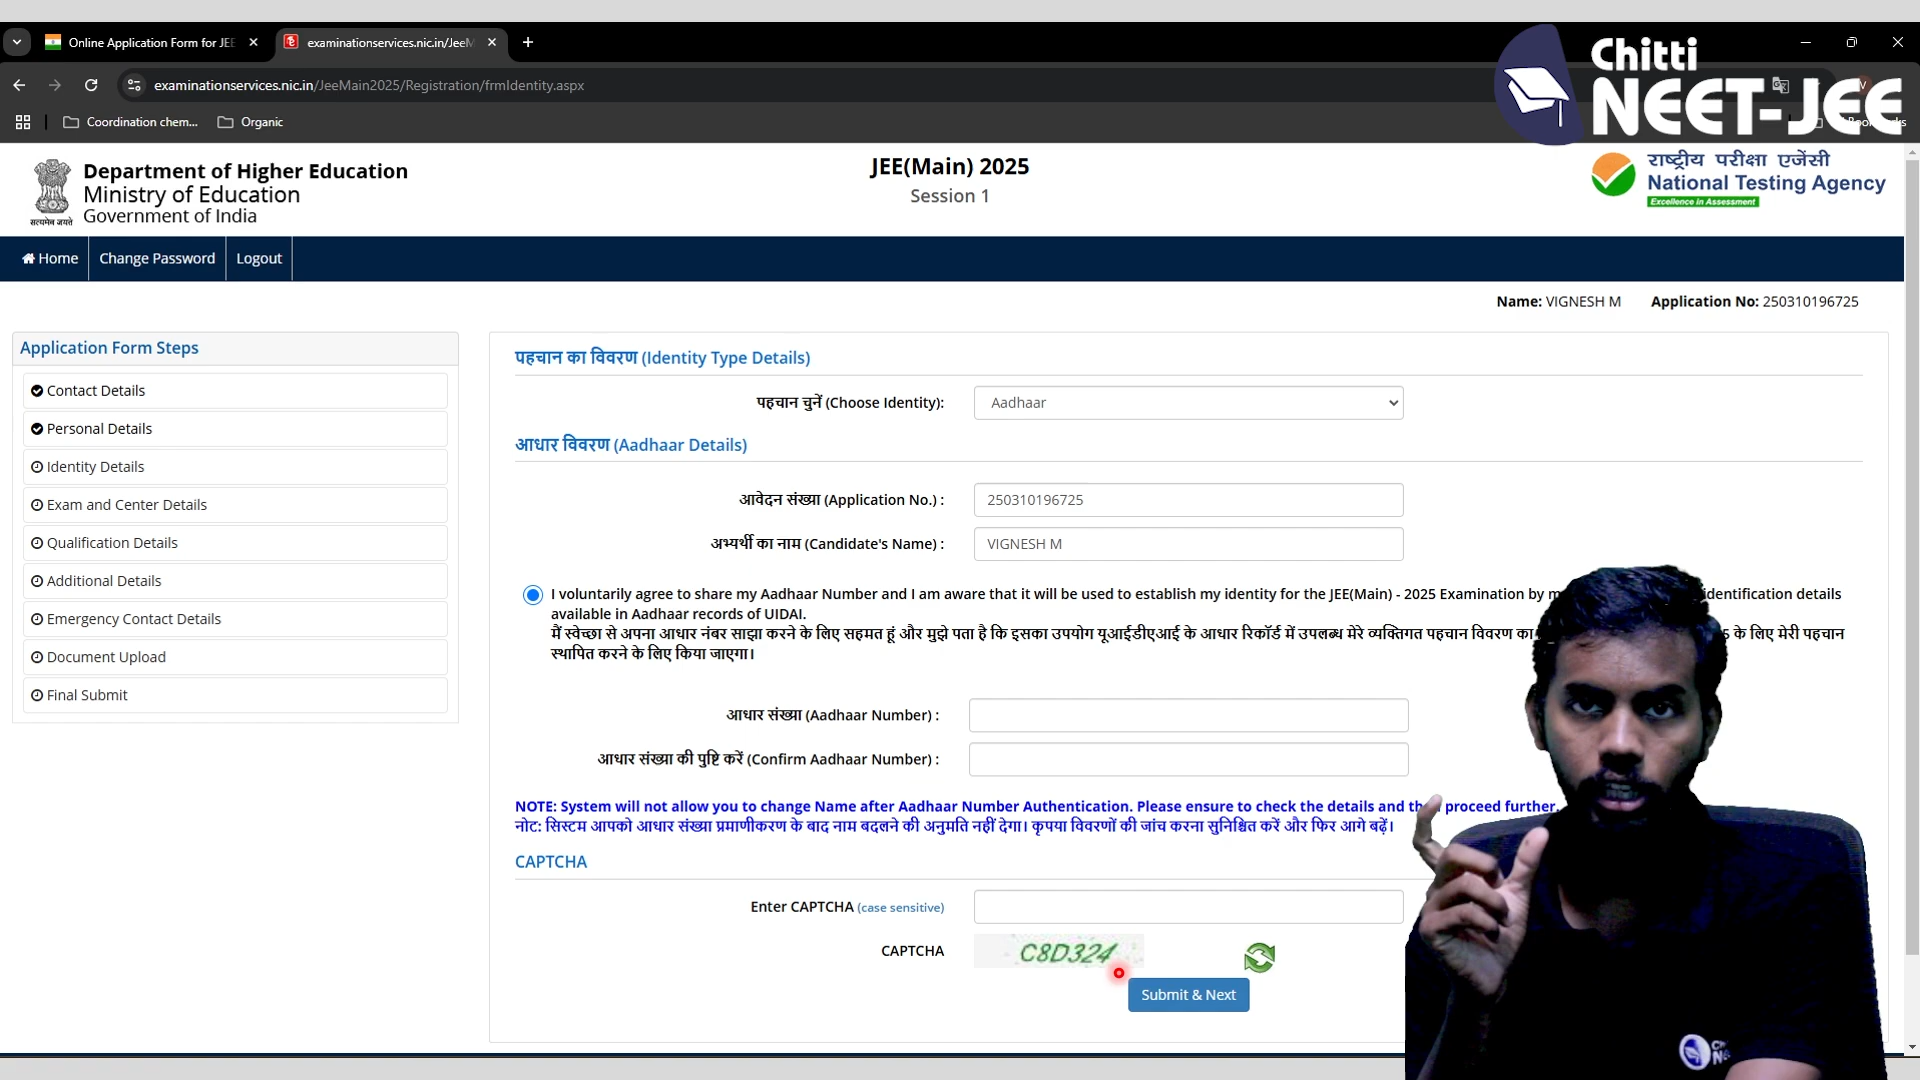 Online Application Form for JEE
examinationservices.nic.in/JeeM
examinationservices.nic.in/JeeMain2025/Registration/frmIdentity.aspx
Coordination chem...
Organic
Chitti
NEET-JEE
सत्यमेव जयते
Department of Higher Education
Ministry of Education
Government of India
JEE(Main) 2025
Session 1
राष्ट्रीय परीक्षा एजेंसी
National Testing Agency
Excellence in Assessment
Home
Change Password
Logout
Name: VIGNESH M Application No: 250310196725
Application Form Steps
Contact Details
Personal Details
Identity Details
Exam and Center Details
Qualification Details
Additional Details
Emergency Contact Details
Document Upload
Final Submit
पहचान का विवरण (Identity Type Details)
पहचान चुनें (Choose Identity): Aadhaar
आधार विवरण (Aadhaar Details)
आवेदन संख्या (Application No.) : 250310196725
अभ्यर्थी का नाम (Candidate's Name) : VIGNESH M
I voluntarily agree to share my Aadhaar Number and I am aware that it will be used to establish my identity for the JEE(Main) - 2025 Examination by identification details
available in Aadhaar records of UIDAI.
मैं स्वेच्छा से अपना आधार नंबर साझा करने के लिए सहमत हूं और मुझे पता है कि इसका उपयोग यूआईडीएआई के आधार रिकॉर्ड में उपलब्ध मेरे व्यक्तिगत पहचान विवरण का के लिए मेरी पहचान
स्थापित करने के लिए किया जाएगा।
आधार संख्या (Aadhaar Number) :
आधार संख्या की पुष्टि करें (Confirm Aadhaar Number) :
NOTE: System will not allow you to change Name after Aadhaar Number Authentication. Please ensure to check the details and proceed further.
नोट: सिस्टम आपको आधार संख्या प्रमाणीकरण के बाद नाम बदलने की अनुमति नहीं देगा। कृपया विवरणों की जांच करना सुनिश्चित करें और फिर आगे बढ़ें।
CAPTCHA
Enter CAPTCHA (case sensitive)
CAPTCHA C8D324
Submit & Next